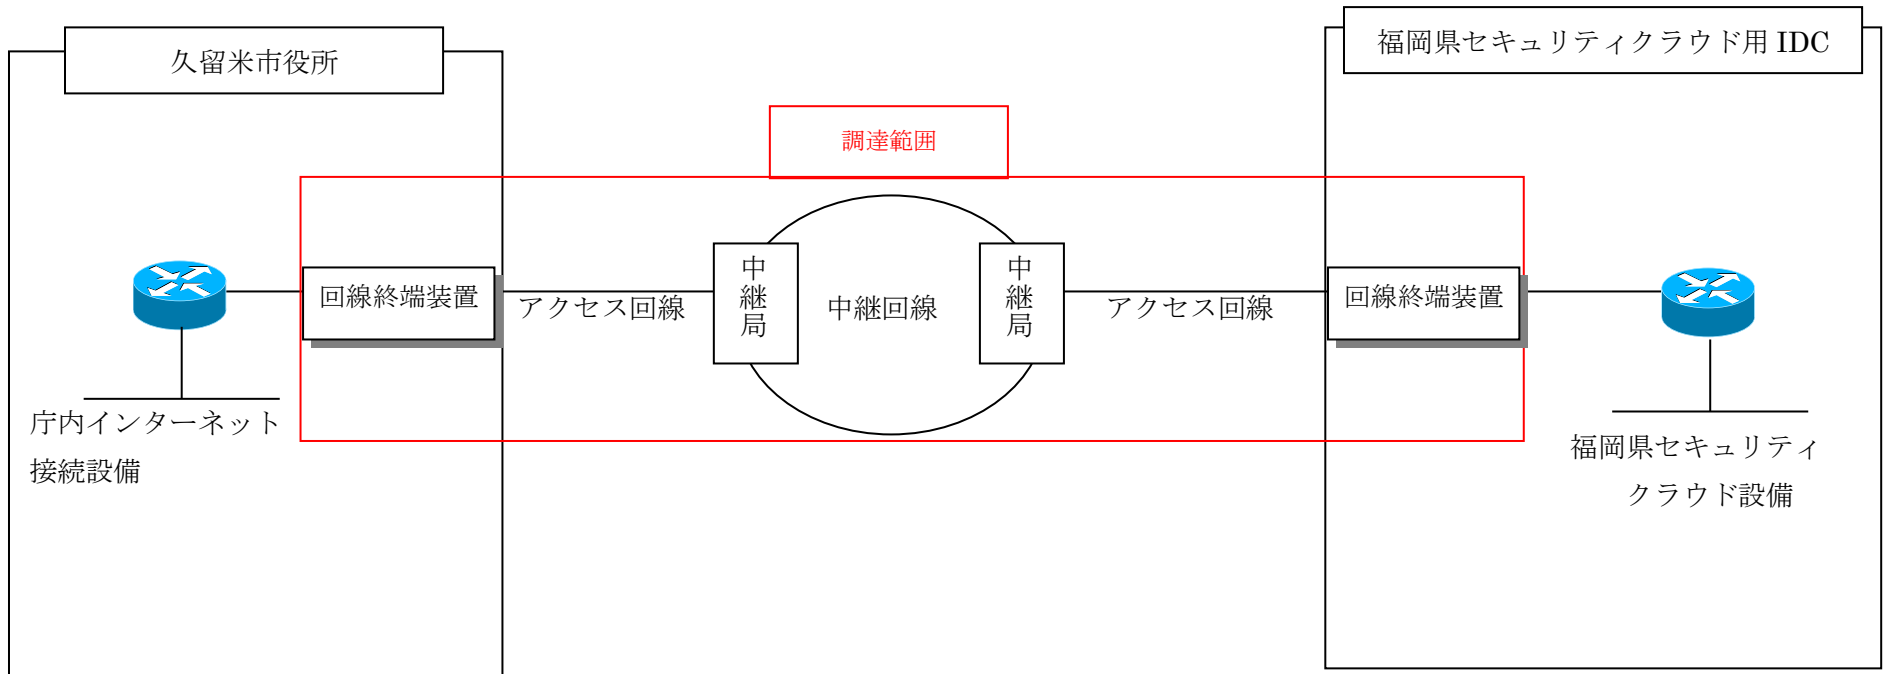 久留米市役所
福岡県セキュリティクラウド用 IDC
調達範囲
回線終端装置
アクセス回線
中継局
中継回線
中継局
アクセス回線
回線終端装置
庁内インターネット
接続設備
福岡県セキュリティ
クラウド設備